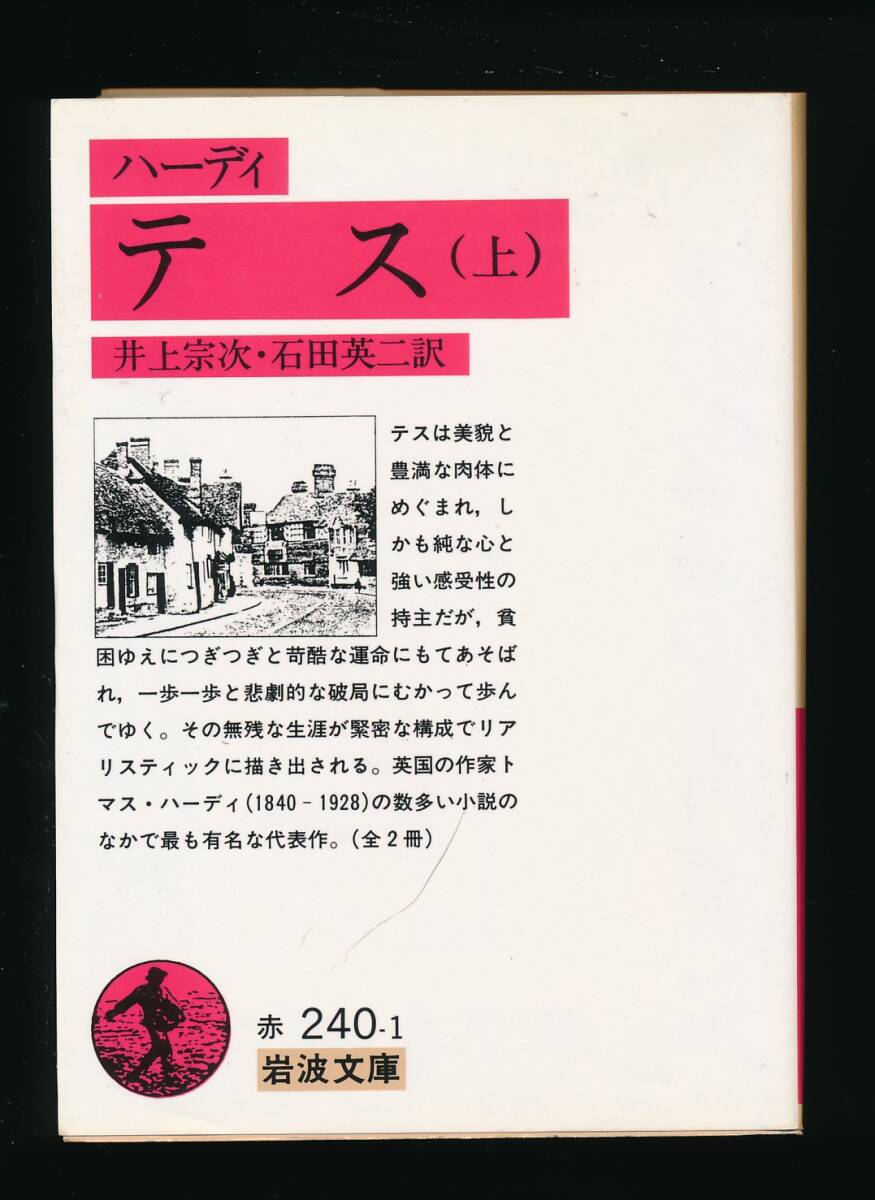 ハーディ
テス(上)
井上宗次・石田英二訳
テスは美貌と
豊満な肉体に
めぐまれ，し
かも純な心と
強い感受性の
持主だが，貧
困ゆえにつぎつぎと苛酷な運命にもてあそば
れ，一歩一歩と悲劇的な破局にむかって歩ん
でゆく。その無残な生涯が緊密な構成でリア
リスティックに描き出される。英国の作家ト
マス・ハーディ(1840－1928)の数多い小説の
なかで最も有名な代表作。(全2冊)
赤 240-1
岩波文庫